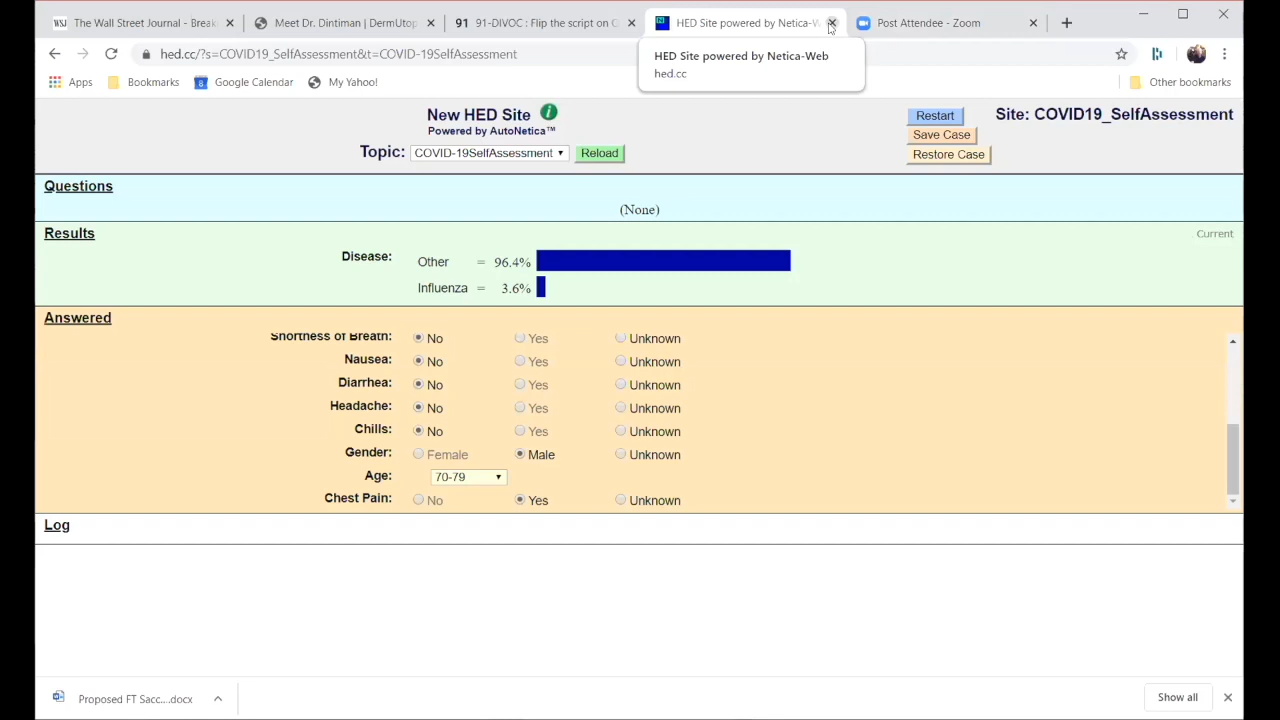 WSJ The Wall Street Journal - Break
Meet Dr. Dintiman | DermUtop
91 91-DIVOC : Flip the script on C
HED Site powered by Netica-W
Post Attendee - Zoom
hed.cc/?s=COVID19_SelfAssessment&t=COVID-19SelfAssessment
HED Site powered by Netica-Web
hed.cc
Apps Bookmarks 8 Google Calendar My Yahoo! Other bookmarks
New HED Site i
Powered by AutoNetica™
Topic: COVID-19SelfAssessment Reload
Restart
Save Case
Restore Case
Site: COVID19_SelfAssessment
Questions
(None)
Results
Current
Disease: Other = 96.4%
Influenza = 3.6%
Answered
Shortness of Breath: No Yes Unknown
Nausea: No Yes Unknown
Diarrhea: No Yes Unknown
Headache: No Yes Unknown
Chills: No Yes Unknown
Gender: Female Male Unknown
Age: 70-79
Chest Pain: No Yes Unknown
Log
Proposed FT Sacc....docx
Show all